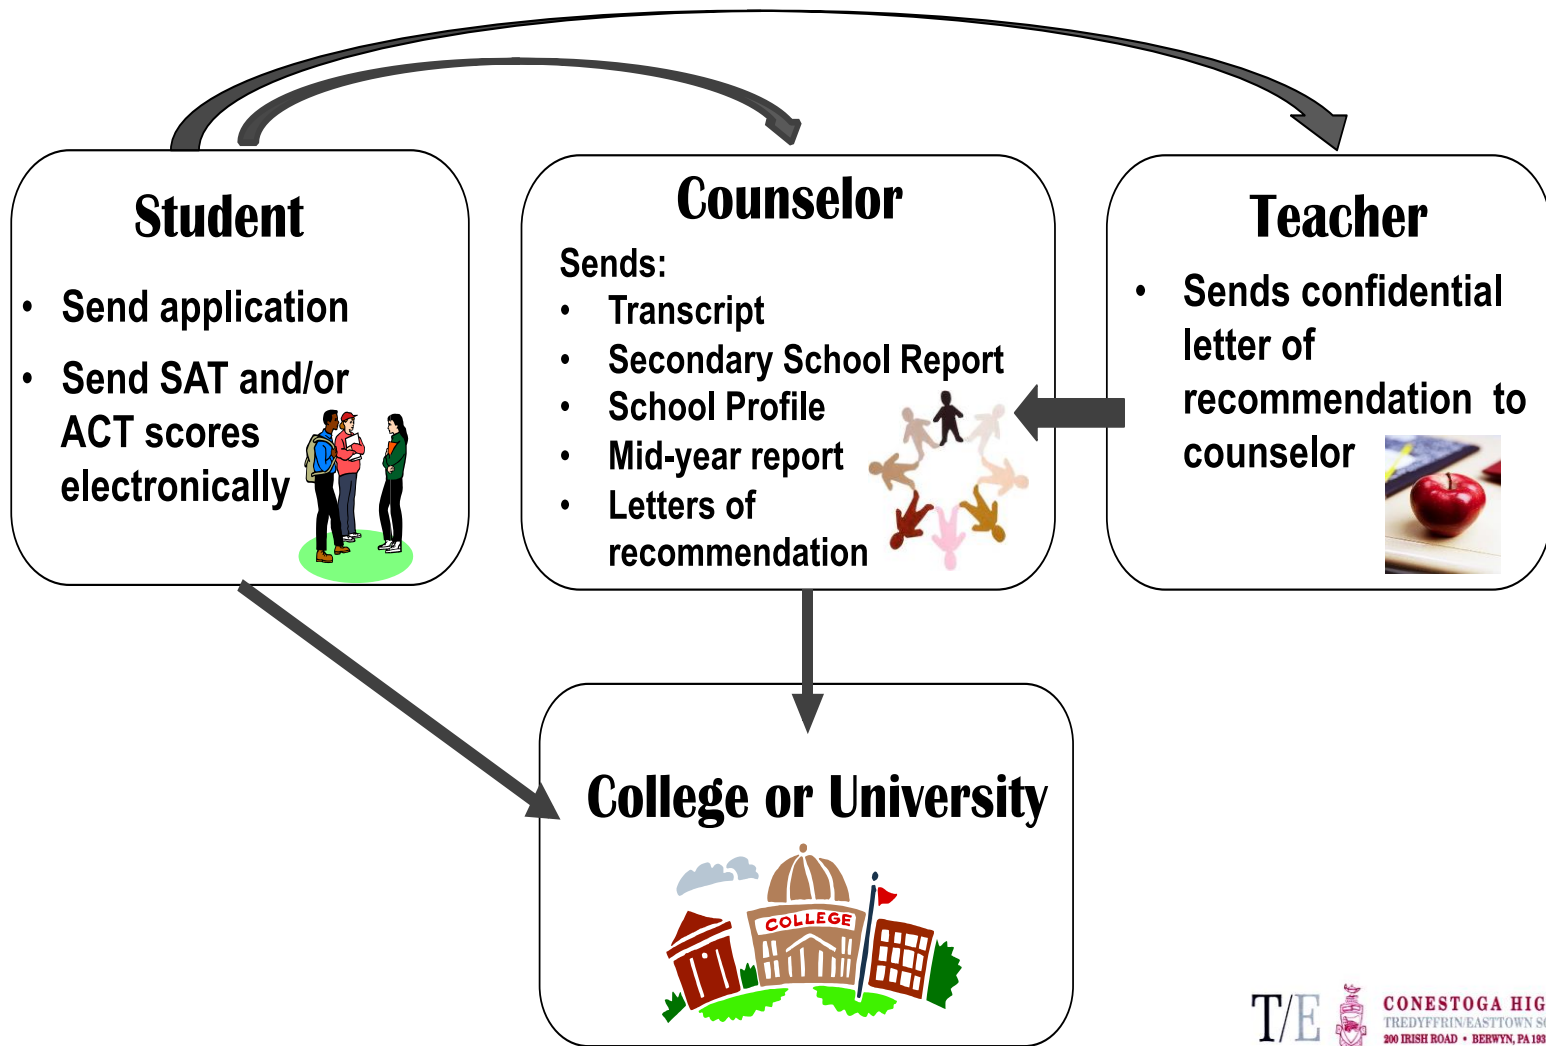 Student
• Send application
• Send SAT and/or
ACT scores
electronically
Counselor
Sends:
• Transcript
• Secondary School Report
• School Profile
• Mid-year report
• Letters of
recommendation
Teacher
• Sends confidential
letter of
recommendation to
counselor
College or University
COLLEGE
T/E
CONESTOGA HIG
TREDYFFRIN/EASTTOWN SC
200 IRISH ROAD • BERWYN, PA 193